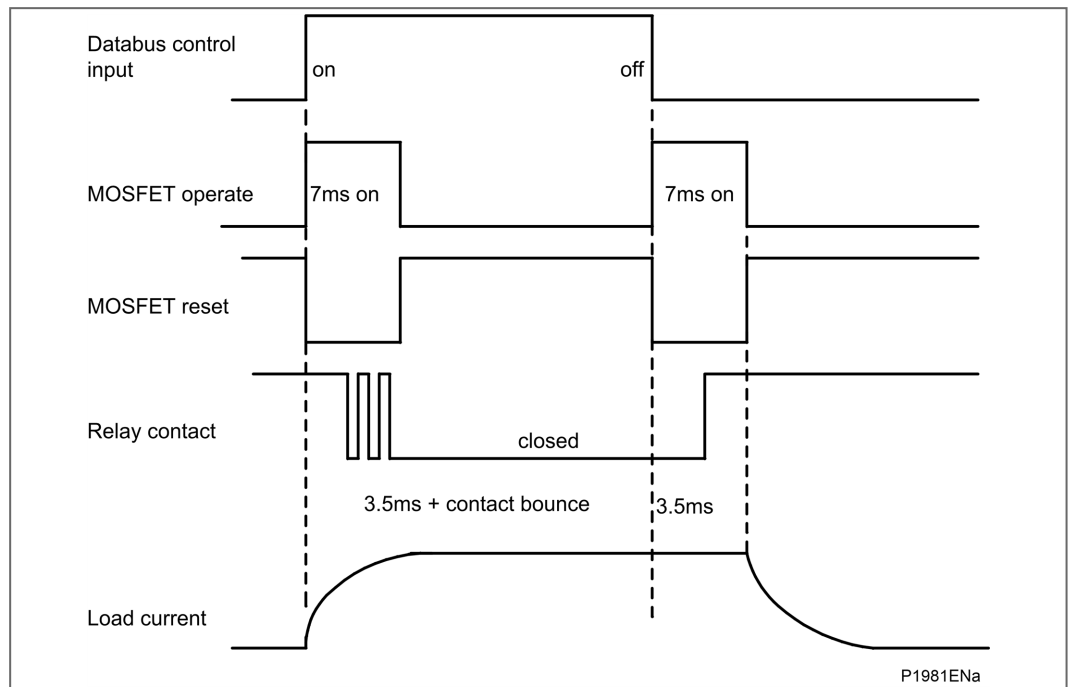 Databus control
input
on
off
MOSFET operate
7ms on
7ms on
MOSFET reset
Relay contact
closed
3.5ms + contact bounce
3.5ms
Load current
P1981ENa